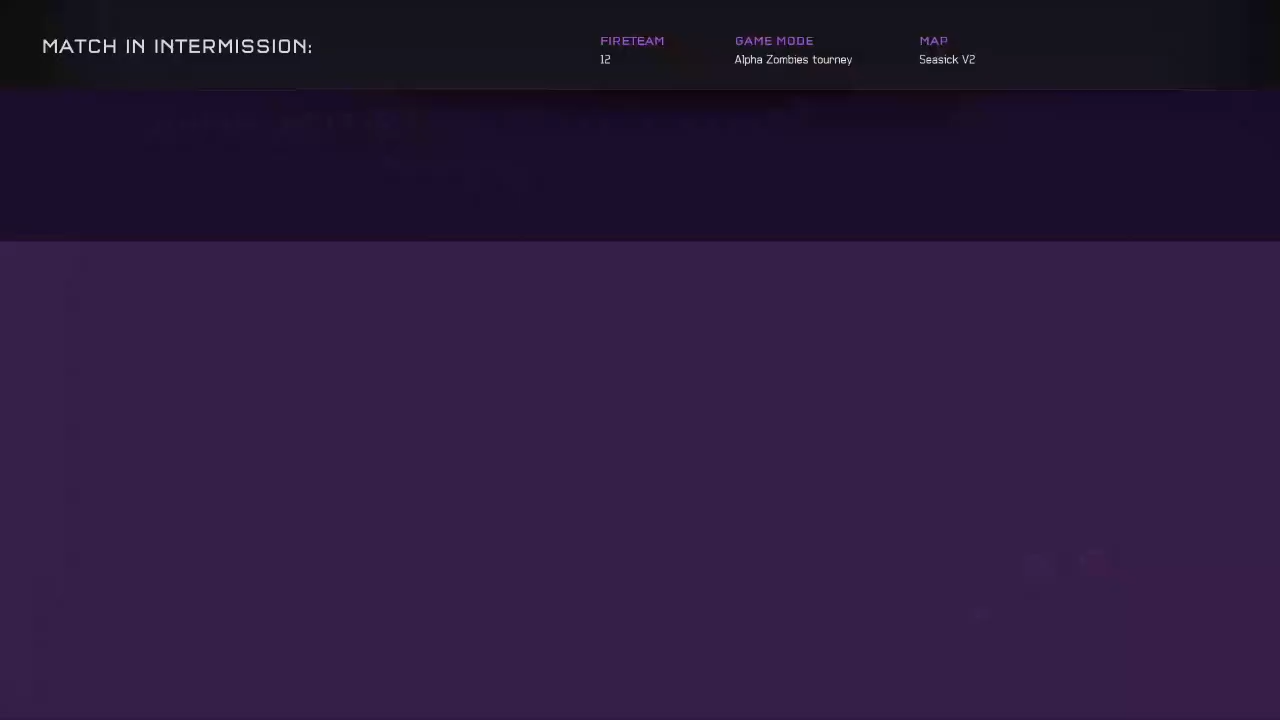 MATCH IN INTERMISSION:
FIRETEAM
12
GAME MODE
Alpha Zombies tourney
MAP
Seasick V2